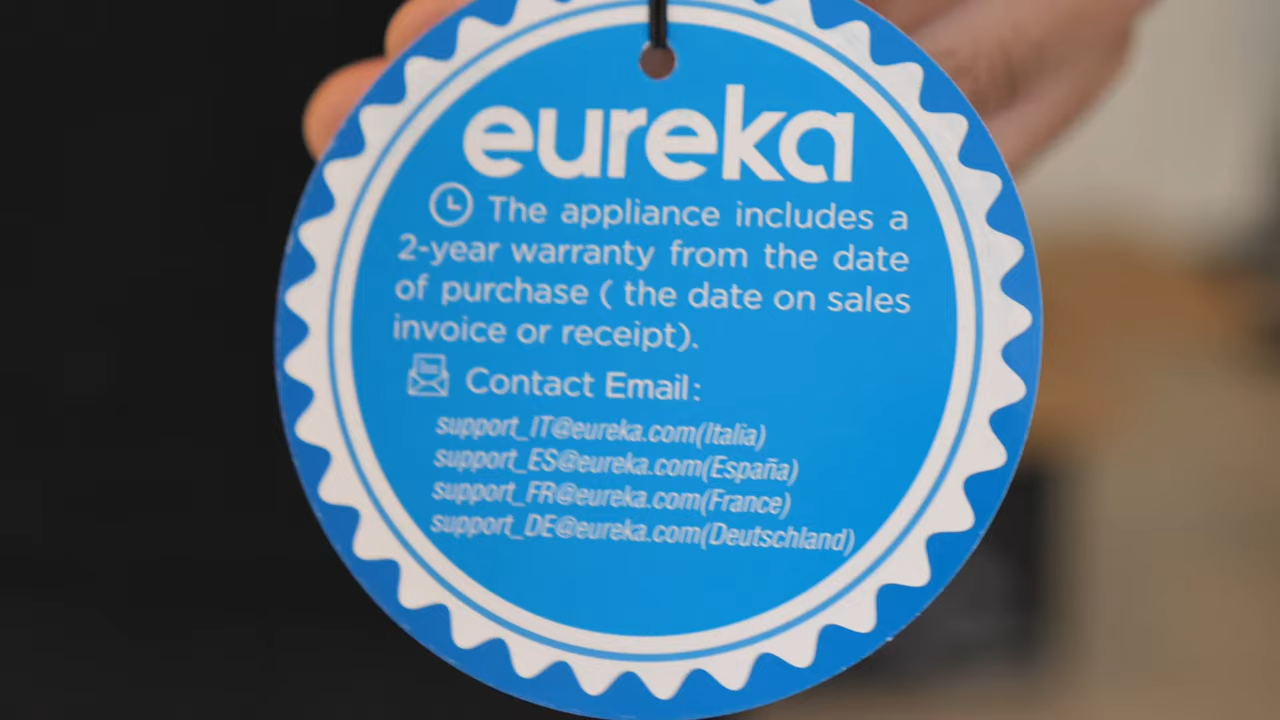 eureka
The appliance includes a
2-year warranty from the date
of purchase ( the date on sales
invoice or receipt).
Contact Email:
support_IT@eureka.com(Italia)
support_ES@eureka.com(España)
support_FR@eureka.com(France)
support_DE@eureka.com(Deutschland)